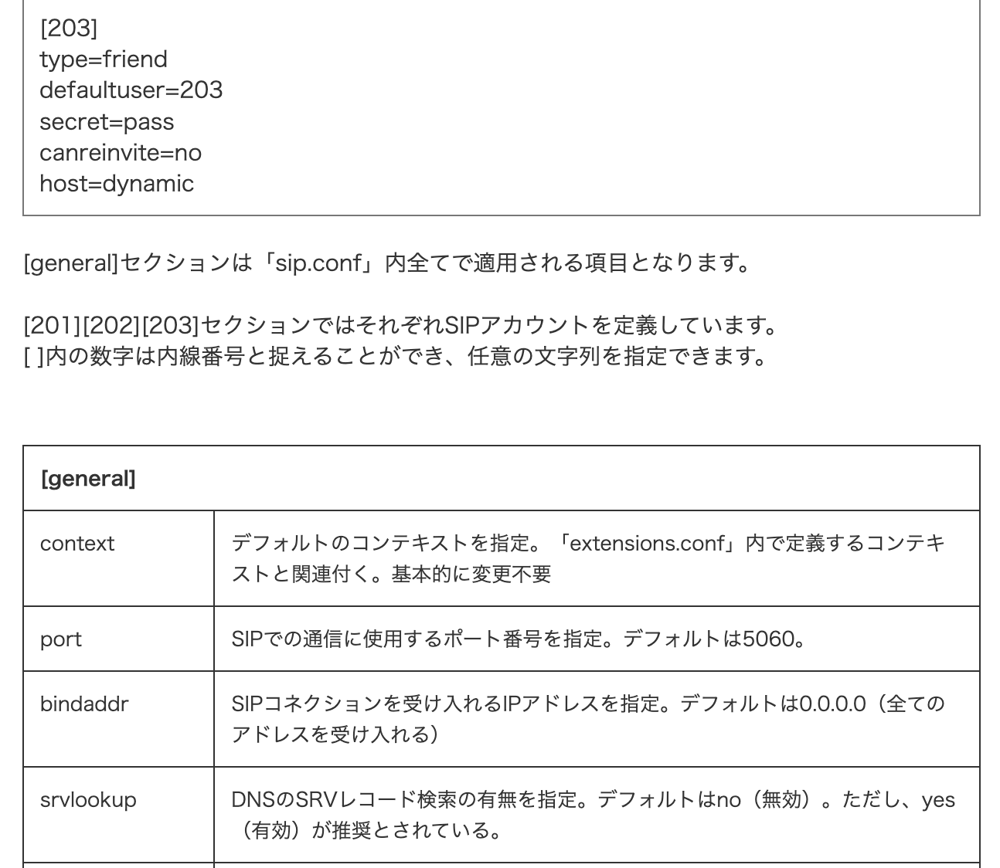 [203]
type=friend
defaultuser=203
secret=pass
canreinvite=no
host=dynamic
[general]セクションは「sip.conf」内全てで適用される項目となります。
[201][202][203]セクションではそれぞれSIPアカウントを定義しています。
[ ]内の数字は内線番号と捉えることができ、任意の文字列を指定できます。
[general]
context
デフォルトのコンテキストを指定。「extensions.conf」内で定義するコンテキ
ストと関連付く。基本的に変更不要
port
SIPでの通信に使用するポート番号を指定。デフォルトは5060。
bindaddr
SIPコネクションを受け入れるIPアドレスを指定。デフォルトは0.0.0.0（全ての
アドレスを受け入れる）
srvlookup
DNSのSRVレコード検索の有無を指定。デフォルトはno（無効）。ただし、yes
（有効）が推奨とされている。